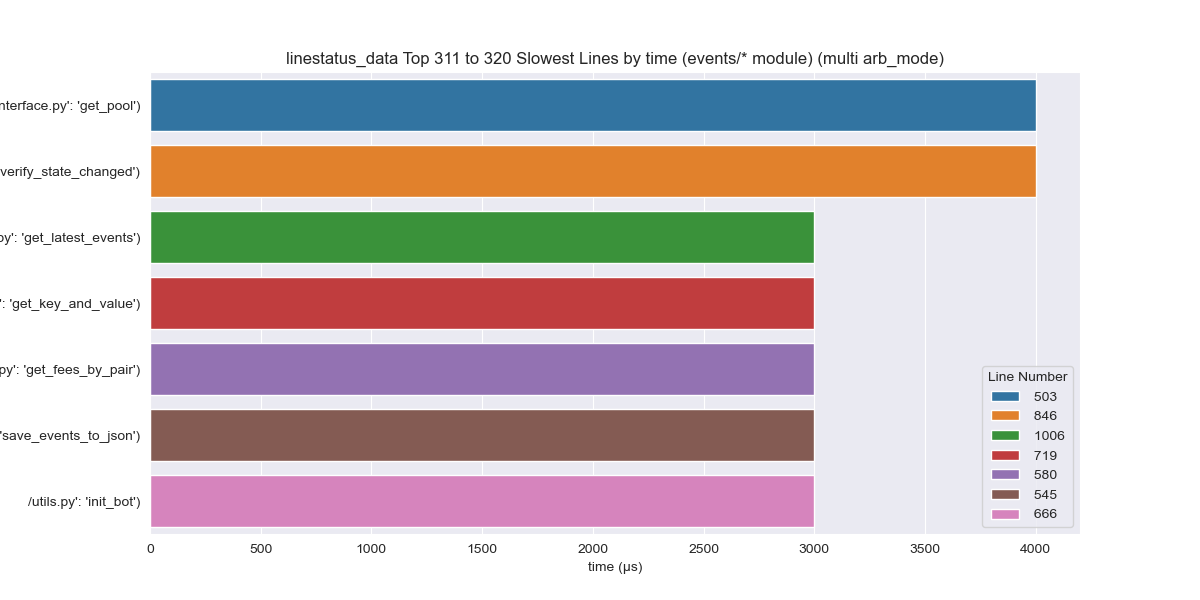 linestatus_data Top 311 to 320 Slowest Lines by time (events/* module) (multi arb_mode)
nterface.py': 'get_pool')
verify_state_changed')
py': 'get_latest_events')
': 'get_key_and_value')
py': 'get_fees_by_pair')
'save_events_to_json')
/utils.py': 'init_bot')
Line Number
503
846
1006
719
580
545
666
0 500 1000 1500 2000 2500 3000 3500 4000
time (µs)